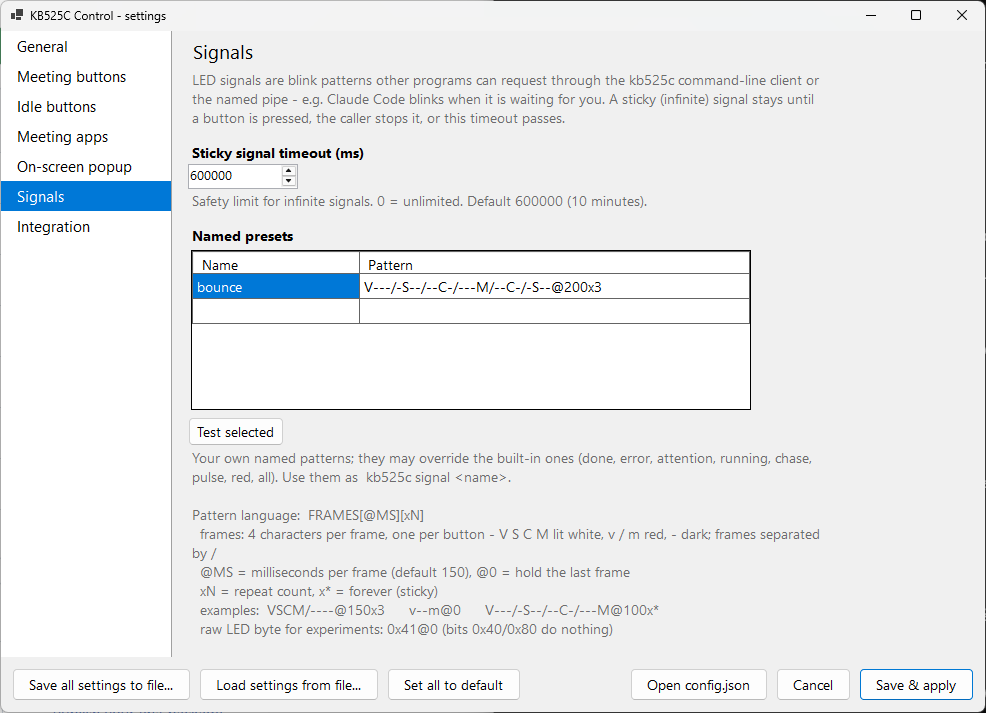 KB525C Control - settings
General
Meeting buttons
Idle buttons
Meeting apps
On-screen popup
Signals
Integration
Signals
LED signals are blink patterns other programs can request through the kb525c command-line client or
the named pipe - e.g. Claude Code blinks when it is waiting for you. A sticky (infinite) signal stays until
a button is pressed, the caller stops it, or this timeout passes.
Sticky signal timeout (ms)
600000
Safety limit for infinite signals. 0 = unlimited. Default 600000 (10 minutes).
Named presets
Name Pattern
bounce V---/-S--/--C-/---M/--C-/-S--@200x3
Test selected
Your own named patterns; they may override the built-in ones (done, error, attention, running, chase,
pulse, red, all). Use them as  kb525c signal <name>.
Pattern language:  FRAMES[@MS][xN]
frames: 4 characters per frame, one per button - V S C M lit white, v / m red, - dark; frames separated
by /
@MS = milliseconds per frame (default 150), @0 = hold the last frame
xN = repeat count, x* = forever (sticky)
examples:  VSCM/----@150x3      v--m@0      V---/-S--/--C-/---M@100x*
raw LED byte for experiments: 0x41@0 (bits 0x40/0x80 do nothing)
Save all settings to file... Load settings from file... Set all to default Open config.json Cancel Save & apply